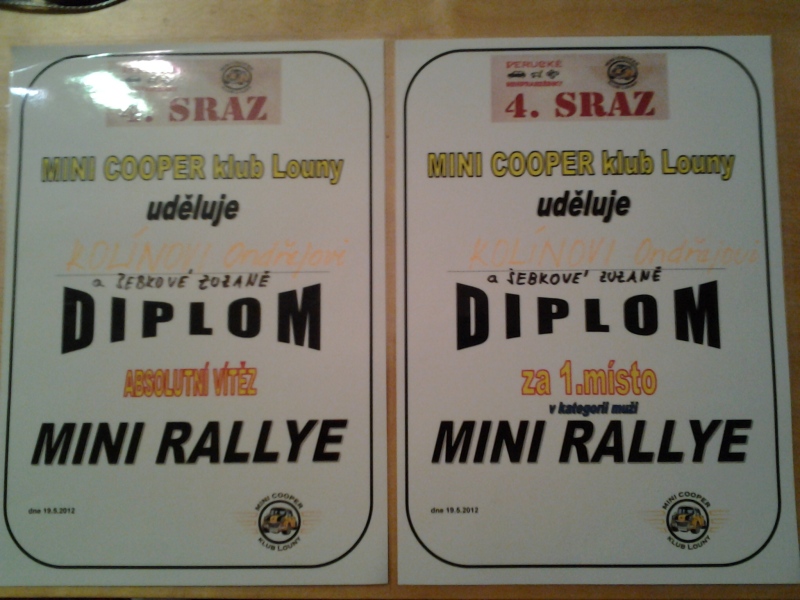 4. SRAZ
MINI COOPER klub Louny
uděluje
KOLÍNOVI Ondřejovi
a ŠEBKOVÉ ZUZANĚ
DIPLOM
ABSOLUTNÍ VÍTĚZ
MINI RALLYE
dne 19.5.2012
MINI COOPER
KLUB LOUNY
PERUCKÉ
4. SRAZ
MINI COOPER klub Louny
uděluje
KOLÍNOVI Ondřejovi
a ŠEBKOVÉ ZUZANĚ
DIPLOM
za 1.místo
v kategorii muži
MINI RALLYE
dne 19.5.2012
MINI COOPER
KLUB LOUNY